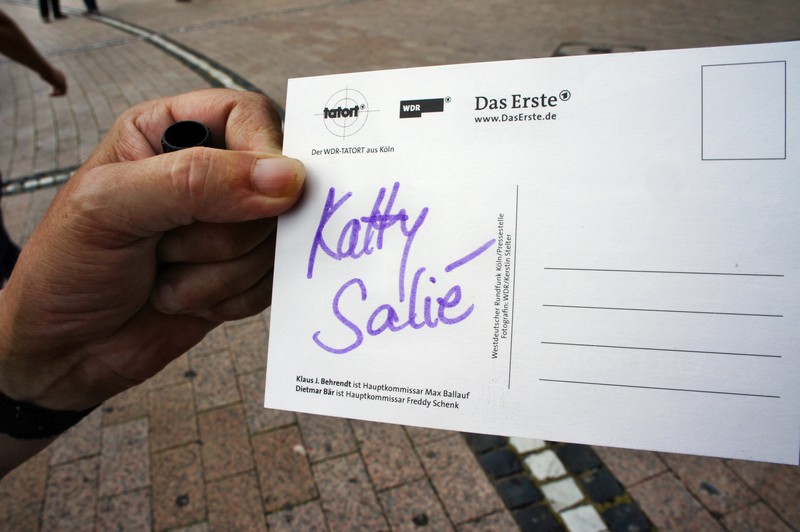 tatort
WDR
Das Erste
www.DasErste.de
Der WDR-TATORT aus Köln
Katty
Salié
Westdeutscher Rundfunk Köln/Pressestelle
Fotografin: WDR/Kerstin Stelter
Klaus J. Behrendt ist Hauptkommissar Max Ballauf
Dietmar Bär ist Hauptkommissar Freddy Schenk